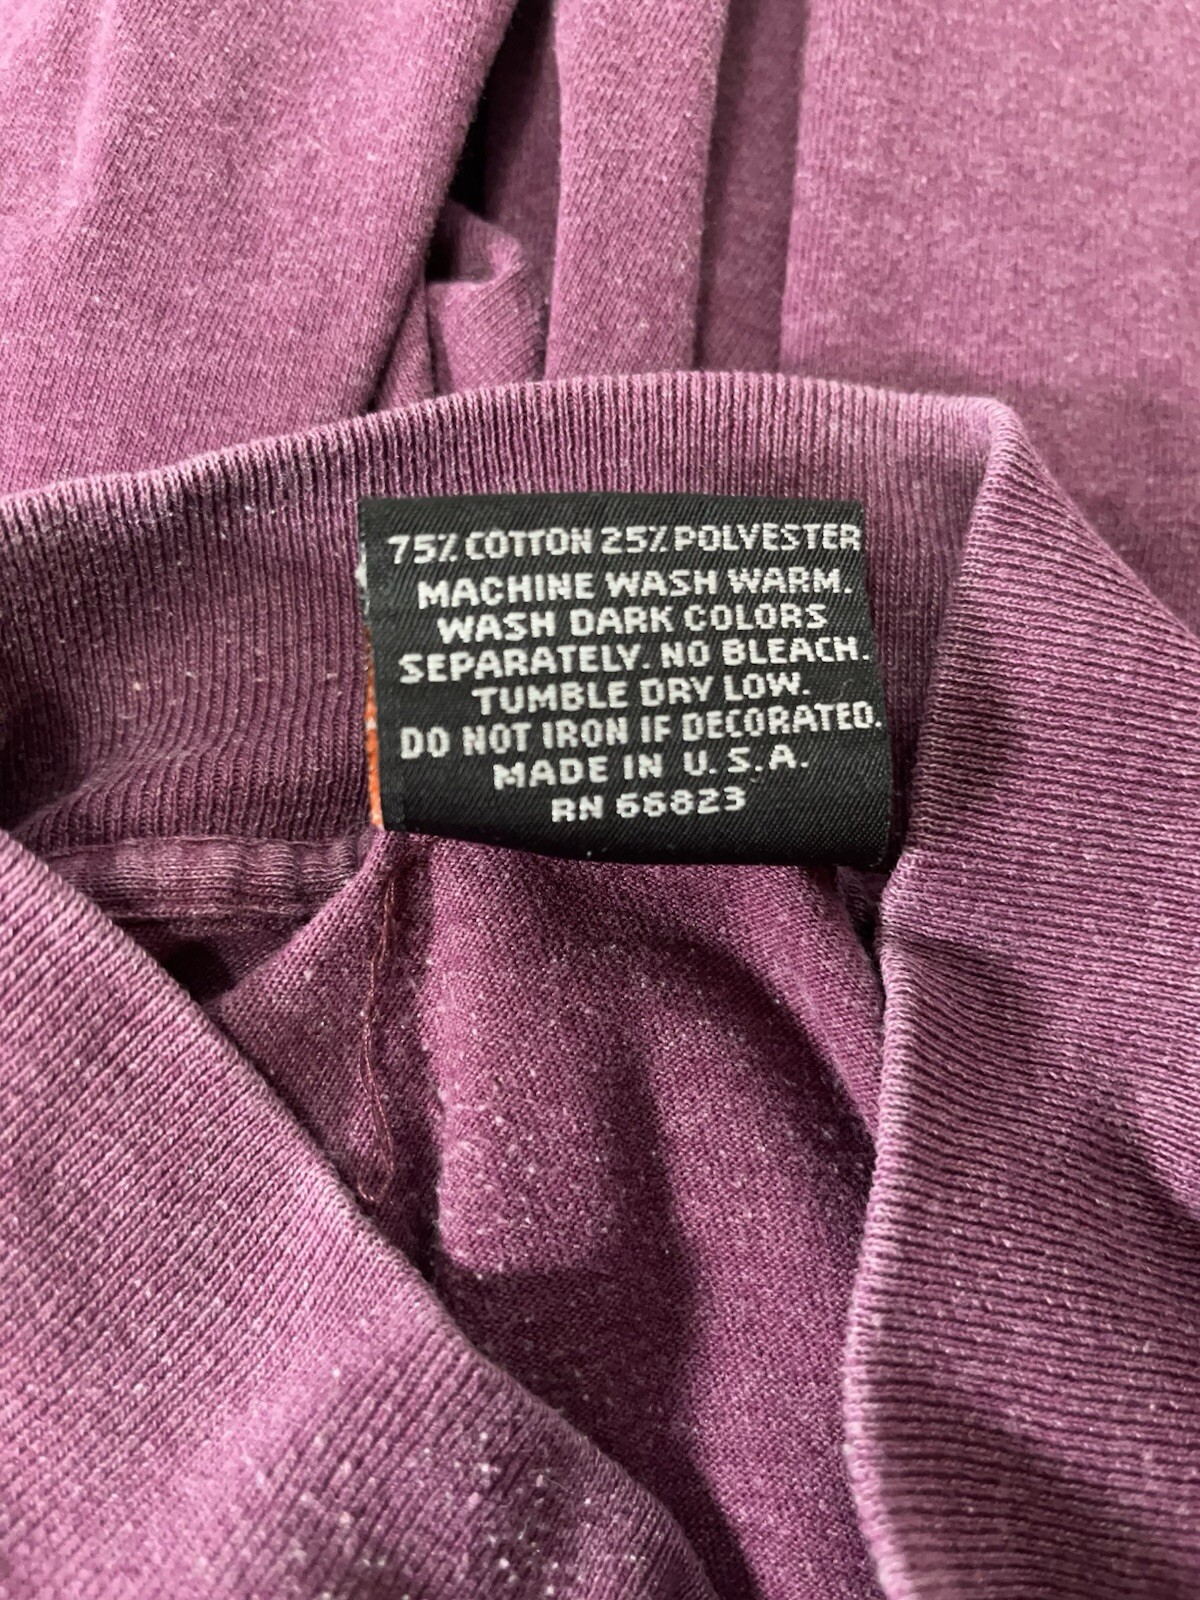 75% COTTON 25% POLYESTER
MACHINE WASH WARM.
WASH DARK COLORS
SEPARATELY. NO BLEACH.
TUMBLE DRY LOW.
DO NOT IRON IF DECORATED.
MADE IN U.S.A.
RN 66823